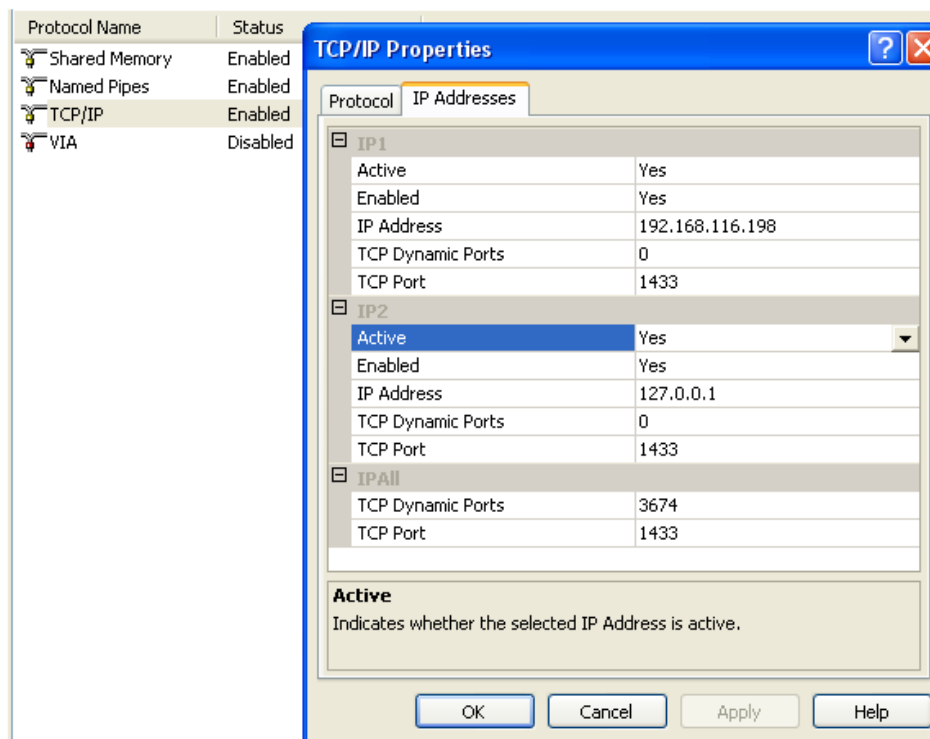 Protocol Name Status
Shared Memory Enabled
Named Pipes Enabled
TCP/IP Enabled
VIA Disabled
TCP/IP Properties
Protocol IP Addresses
IP1
Active Yes
Enabled Yes
IP Address 192.168.116.198
TCP Dynamic Ports 0
TCP Port 1433
IP2
Active Yes
Enabled Yes
IP Address 127.0.0.1
TCP Dynamic Ports 0
TCP Port 1433
IPAll
TCP Dynamic Ports 3674
TCP Port 1433
Active
Indicates whether the selected IP Address is active.
OK Cancel Apply Help